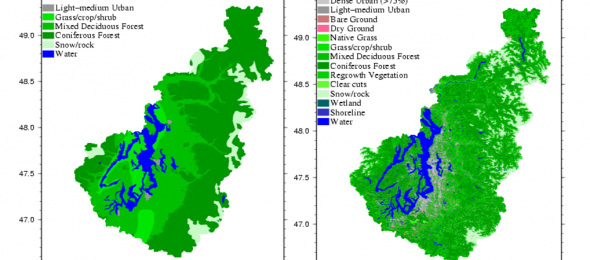 Light-medium Urban
Grass/crop/shrub
Mixed Deciduous Forest
Coniferous Forest
Snow/rock
Water
49.0
48.5
48.0
47.5
47.0
Dense Urban (>75%)
Light-medium Urban
Bare Ground
Dry Ground
Native Grass
Grass/crop/shrub
Mixed Deciduous Forest
Coniferous Forest
Regrowth Vegetation
Clear cuts
Snow/rock
Wetland
Shoreline
Water
49.0
48.5
48.0
47.5
47.0